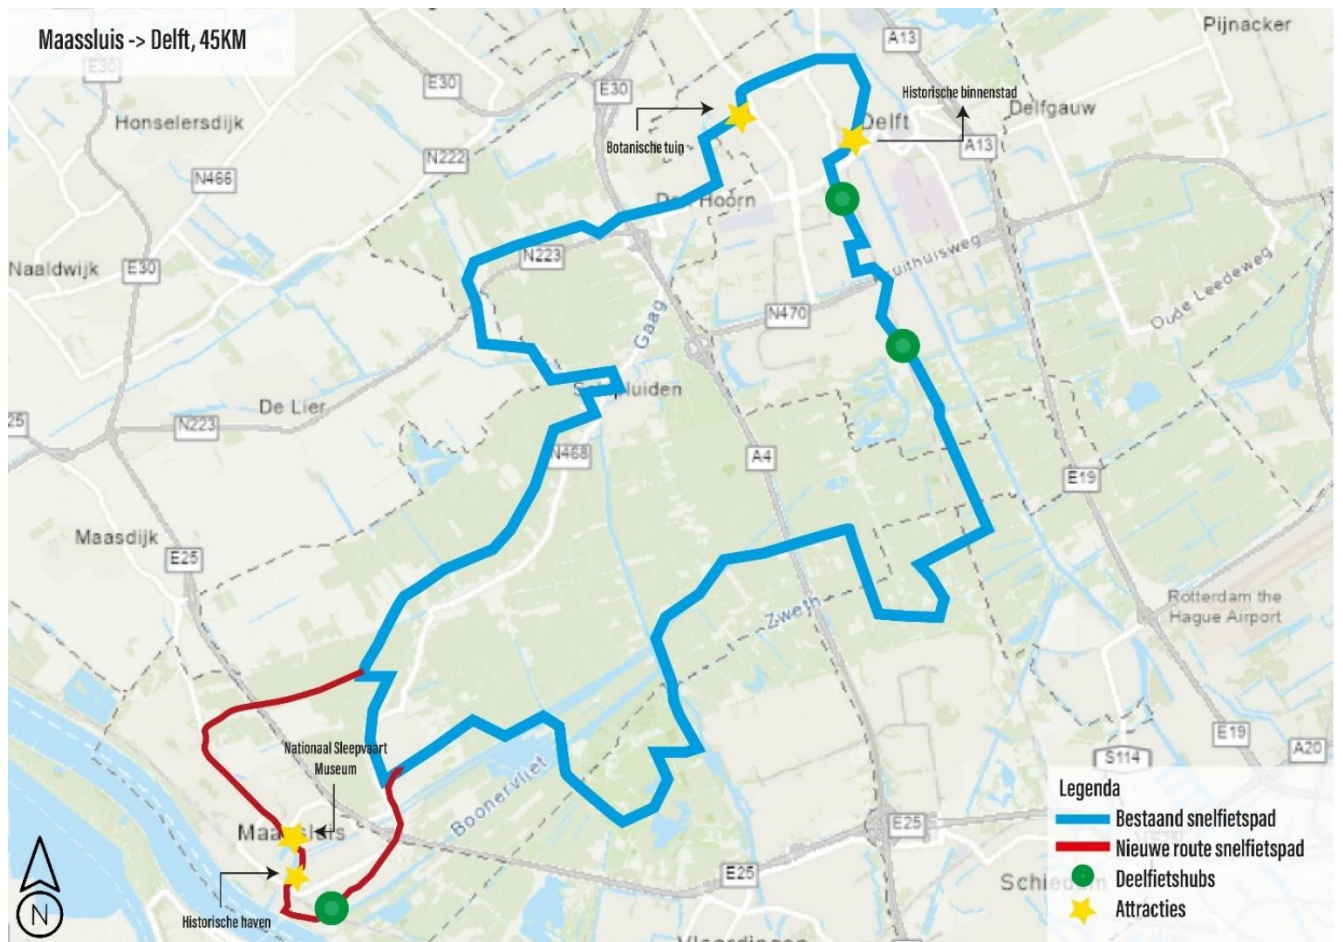 Maassluis -> Delft, 45KM
Pijnacker
A13
E30
E30
E30
Historische binnenstad
Delfgauw
Honselersdijk
Botanische tuin
Delft
A13
N222
N466
Den Hoorn
N223
Naaldwijk
E30
Kruithuisweg
Oude Leedeweg
N470
Gaag
Schipluiden
De Lier
25
N223
N468
A4
E19
Maasdijk
E25
Zweth
Rotterdam the
Hague Airport
Nationaal Sleepvaart
Museum
E19
A20
S114
Boonervliet
Legenda
Bestaand snelfietspad
Nieuwe route snelfietspad
Deelfietshubs
Attracties
Maassluis
E25
E25
Schiedam
Historische haven
N
Vlaardingen